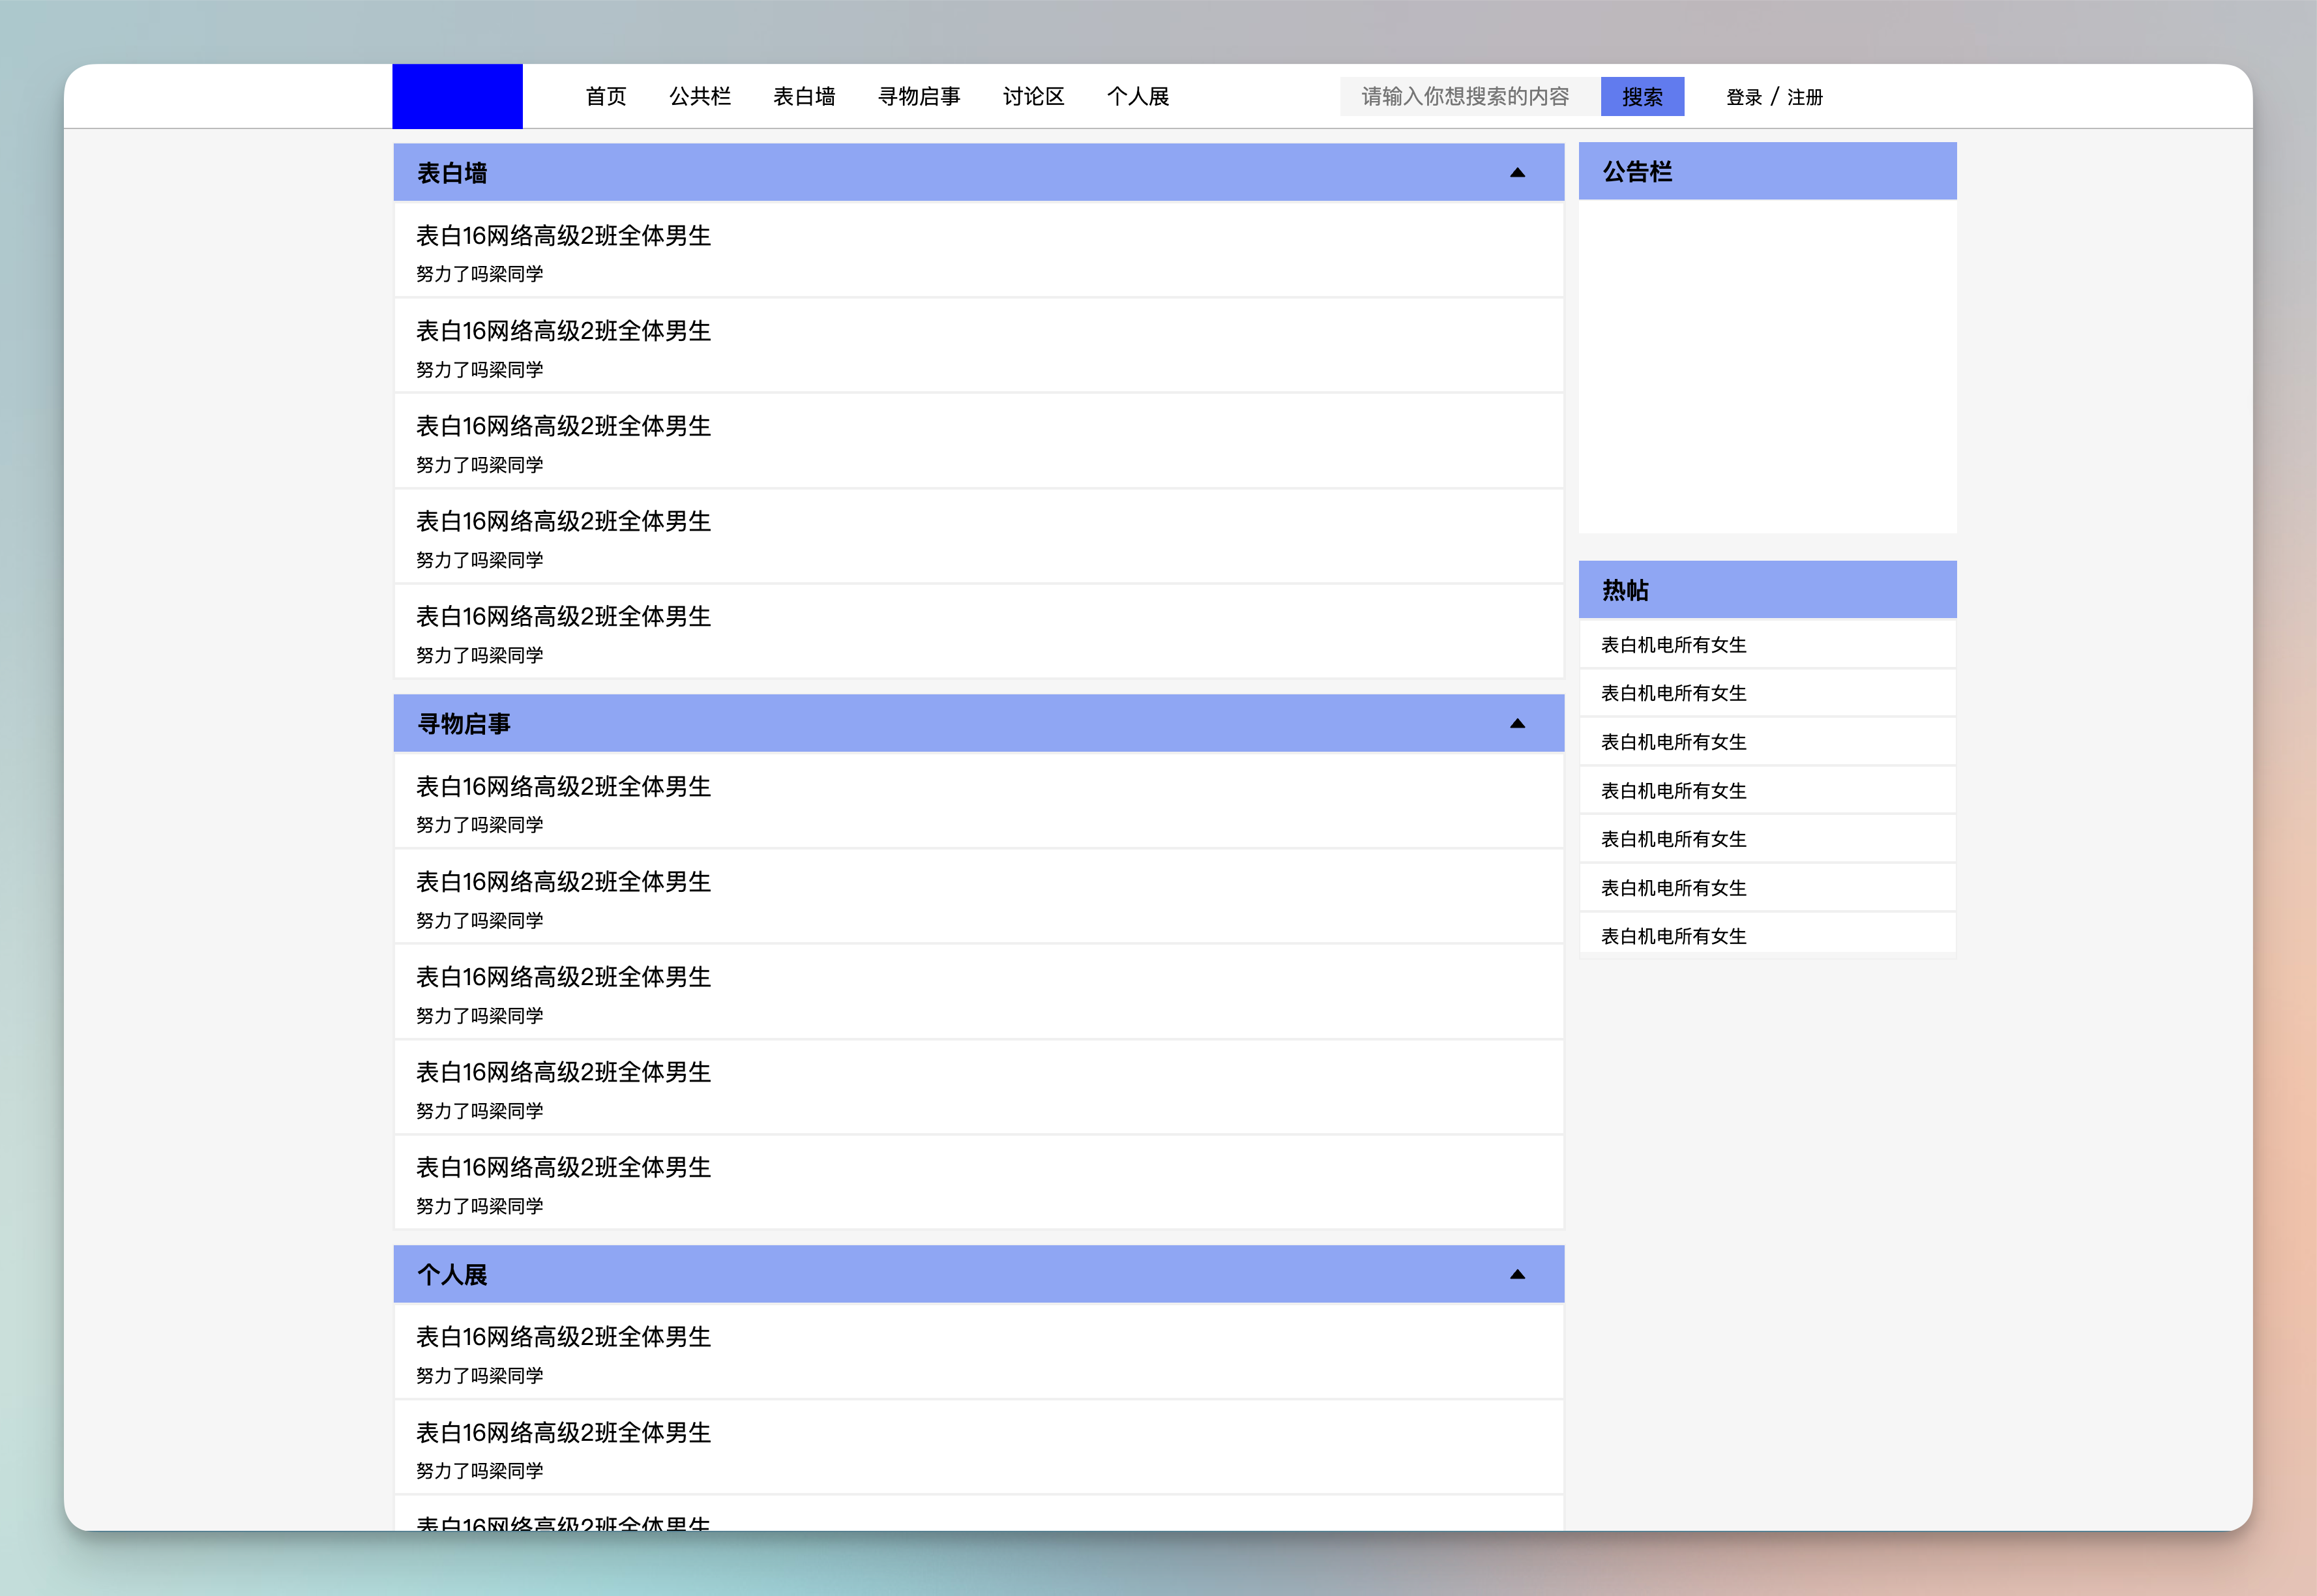 首页 公共栏 表白墙 寻物启事 讨论区 个人展 请输入你想搜索的内容 搜索 登录 / 注册
表白墙
表白16网络高级2班全体男生
努力了吗梁同学
表白16网络高级2班全体男生
努力了吗梁同学
表白16网络高级2班全体男生
努力了吗梁同学
表白16网络高级2班全体男生
努力了吗梁同学
表白16网络高级2班全体男生
努力了吗梁同学
寻物启事
表白16网络高级2班全体男生
努力了吗梁同学
表白16网络高级2班全体男生
努力了吗梁同学
表白16网络高级2班全体男生
努力了吗梁同学
表白16网络高级2班全体男生
努力了吗梁同学
表白16网络高级2班全体男生
努力了吗梁同学
个人展
表白16网络高级2班全体男生
努力了吗梁同学
表白16网络高级2班全体男生
努力了吗梁同学
表白16网络高级2班全体男生
公告栏
热帖
表白机电所有女生
表白机电所有女生
表白机电所有女生
表白机电所有女生
表白机电所有女生
表白机电所有女生
表白机电所有女生